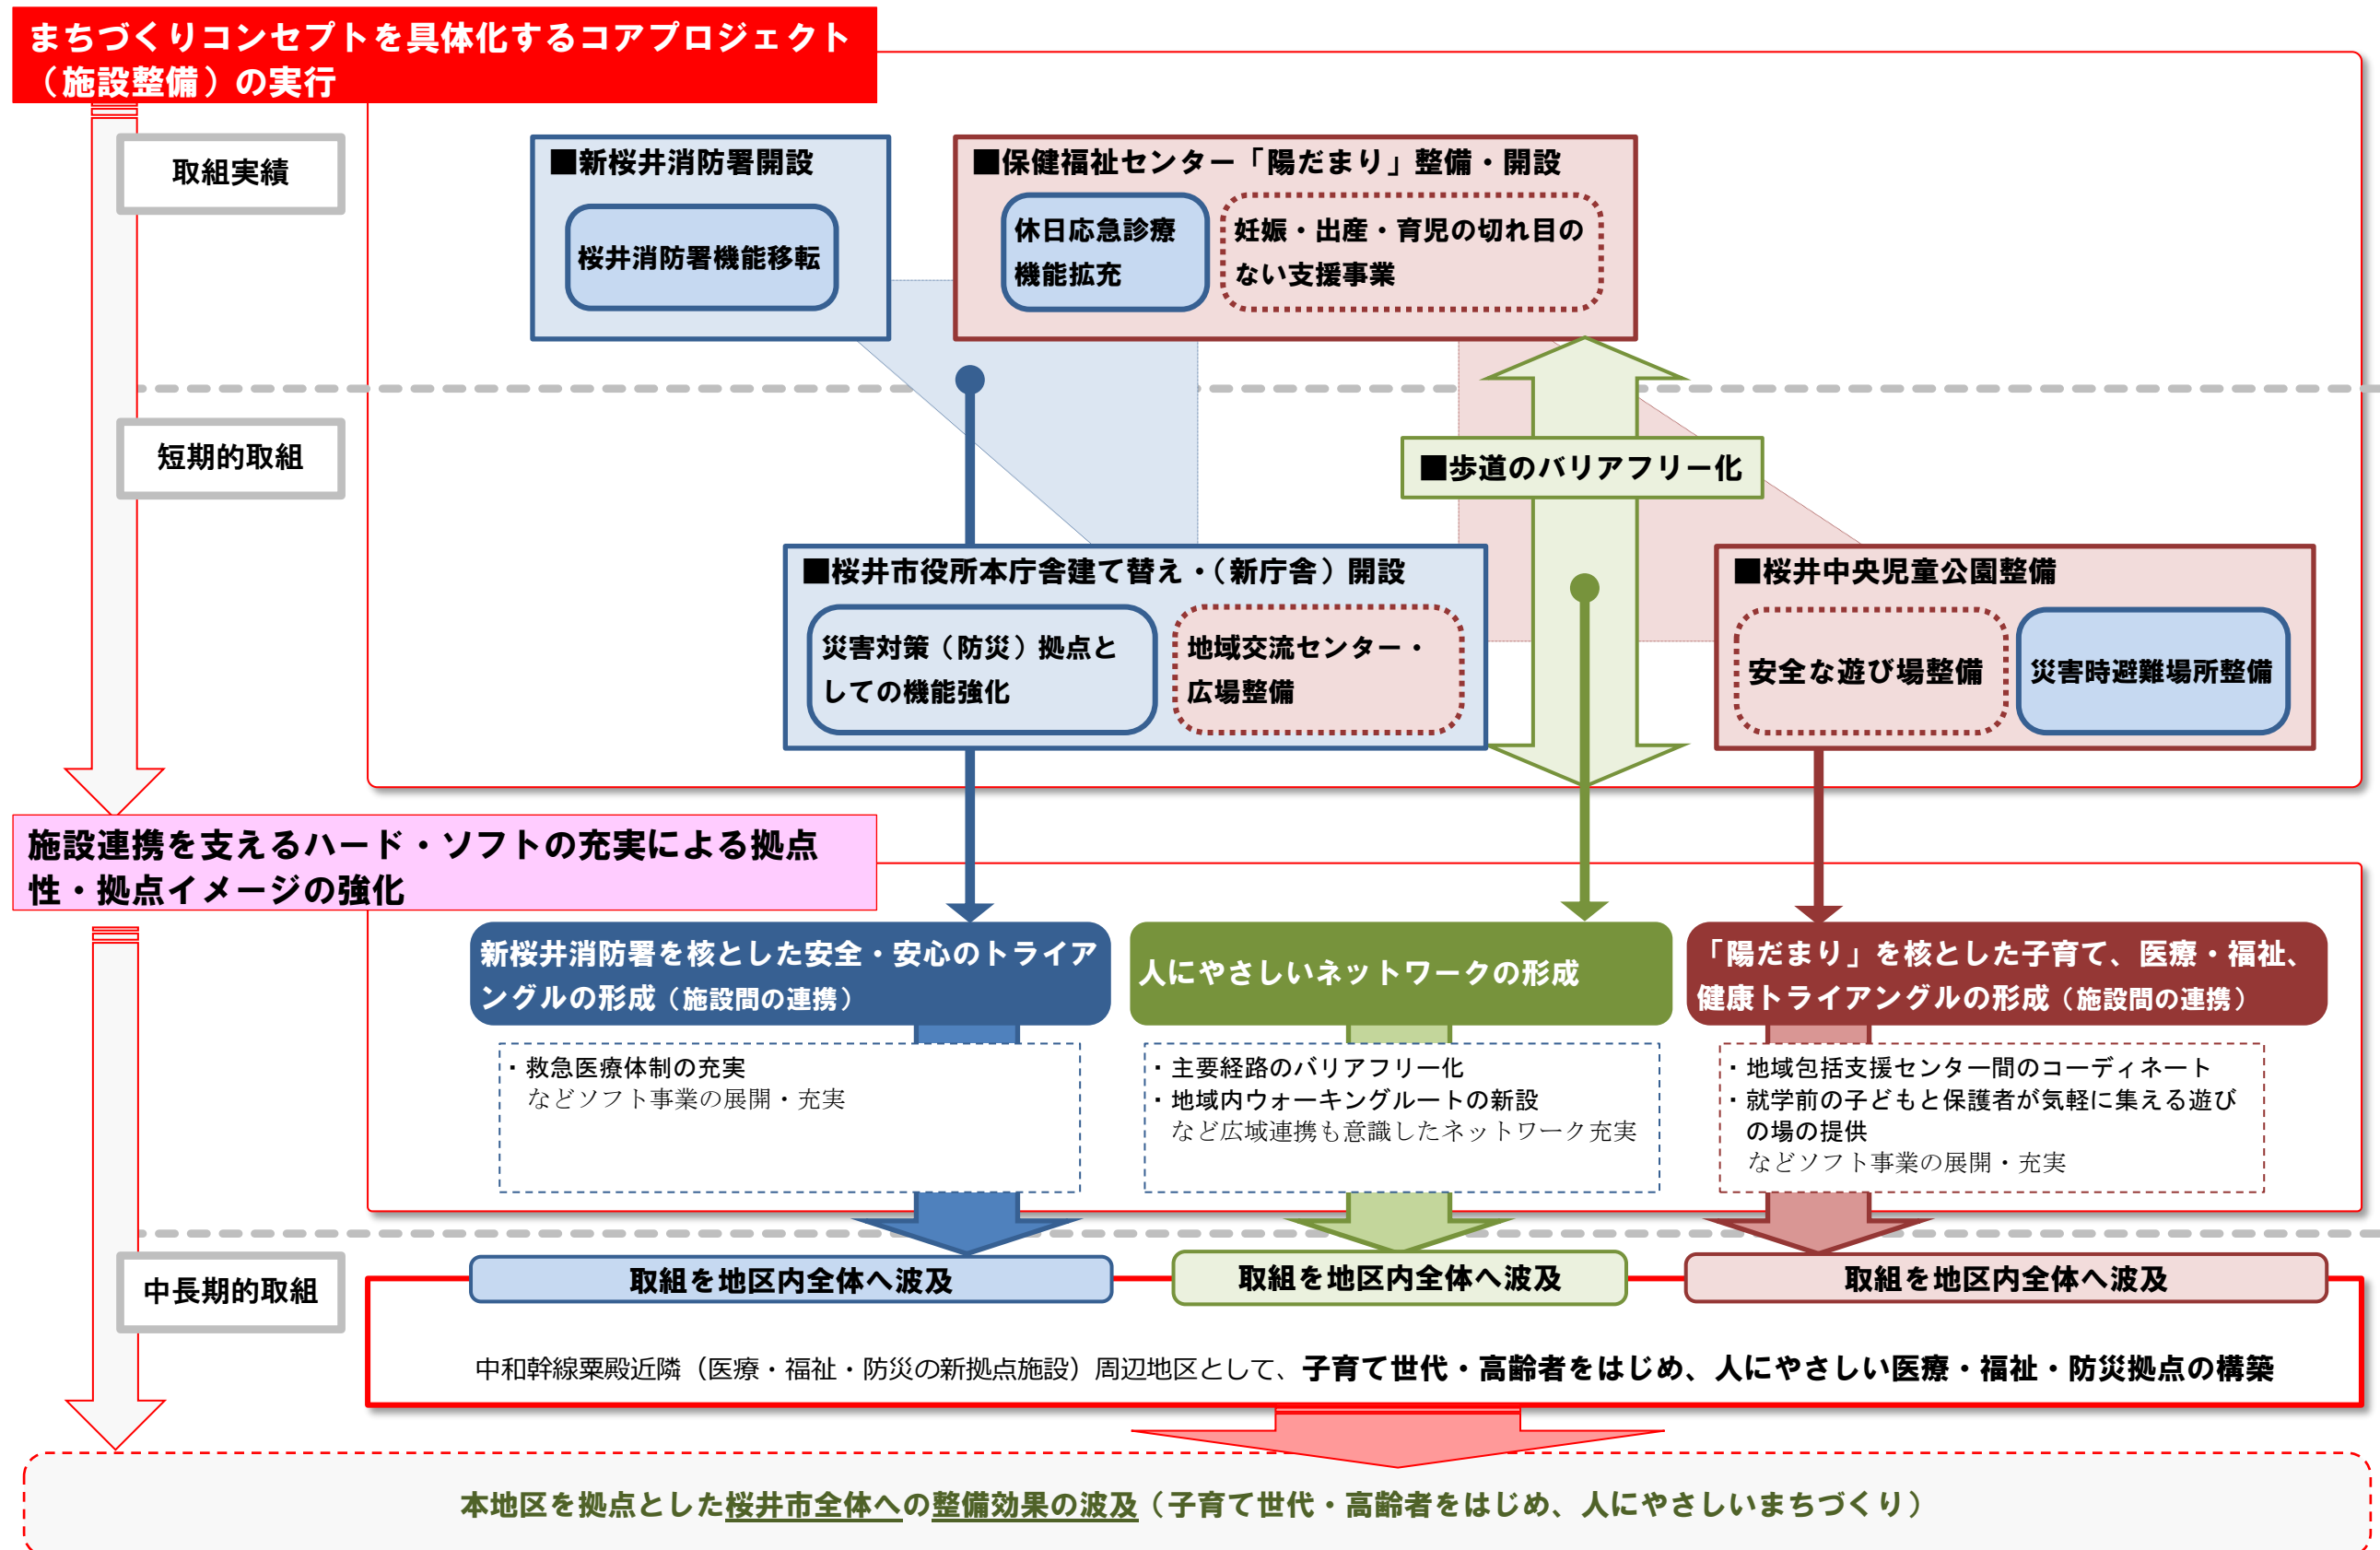 まちづくりコンセプトを具体化するコアプロジェクト
（施設整備）の実行
取組実績
■新桜井消防署開設
桜井消防署機能移転
■保健福祉センター「陽だまり」整備・開設
休日応急診療
機能拡充
妊娠・出産・育児の切れ目の
ない支援事業
短期的取組
■歩道のバリアフリー化
■桜井市役所本庁舎建て替え・（新庁舎）開設
災害対策（防災）拠点と
しての機能強化
地域交流センター・
広場整備
■桜井中央児童公園整備
安全な遊び場整備
災害時避難場所整備
施設連携を支えるハード・ソフトの充実による拠点
性・拠点イメージの強化
新桜井消防署を核とした安全・安心のトライア
ングルの形成（施設間の連携）
・救急医療体制の充実
などソフト事業の展開・充実
人にやさしいネットワークの形成
・主要経路のバリアフリー化
・地域内ウォーキングルートの新設
など広域連携も意識したネットワーク充実
「陽だまり」を核とした子育て、医療・福祉、
健康トライアングルの形成（施設間の連携）
・地域包括支援センター間のコーディネート
・就学前の子どもと保護者が気軽に集える遊び
の場の提供
などソフト事業の展開・充実
中長期的取組
取組を地区内全体へ波及
取組を地区内全体へ波及
取組を地区内全体へ波及
中和幹線粟殿近隣（医療・福祉・防災の新拠点施設）周辺地区として、子育て世代・高齢者をはじめ、人にやさしい医療・福祉・防災拠点の構築
本地区を拠点とした桜井市全体への整備効果の波及（子育て世代・高齢者をはじめ、人にやさしいまちづくり）